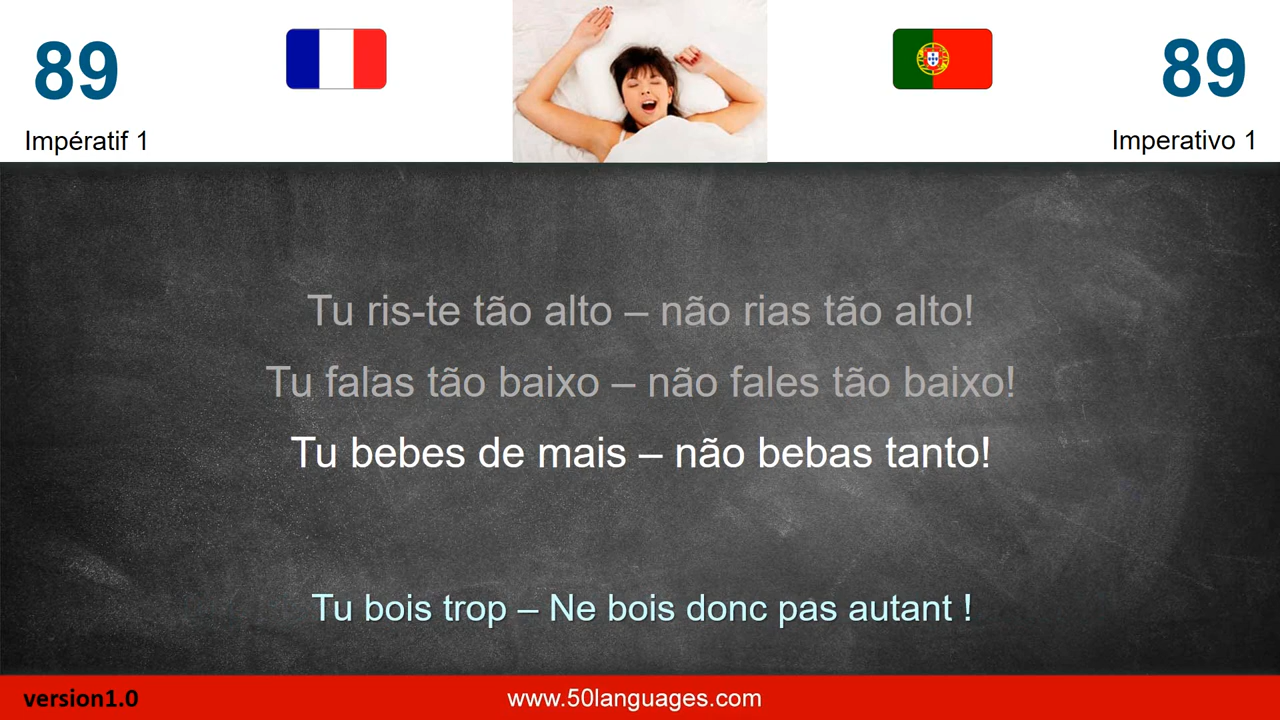 89
89
Impératif 1
Imperativo 1
Tu ris-te tão alto – não rias tão alto!
Tu falas tão baixo – não fales tão baixo!
Tu bebes de mais – não bebas tanto!
Tu bois trop – Ne bois donc pas autant !
version1.0
www.50languages.com